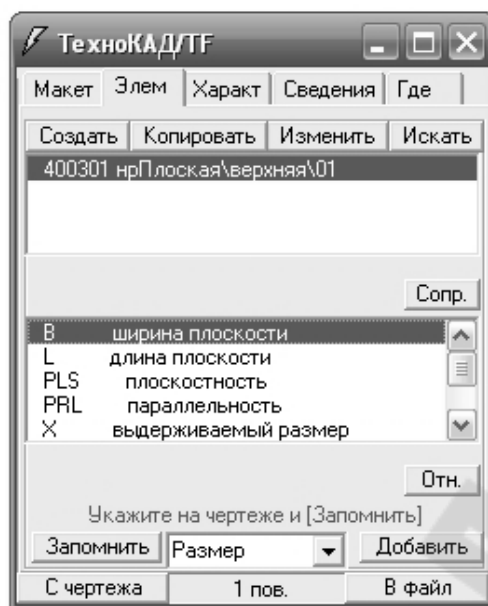 ТехноКАД/TF
Макет Элем Характ Сведения Где
Создать Копировать Изменить Искать
400301 нрПлоская\верхняя\01
Сопр.
B ширина плоскости
L длина плоскости
PLS плоскостность
PRL параллельность
X выдерживаемый размер
Отн.
Укажите на чертеже и [Запомнить]
Запомнить Размер Добавить
С чертежа 1 пов. В файл